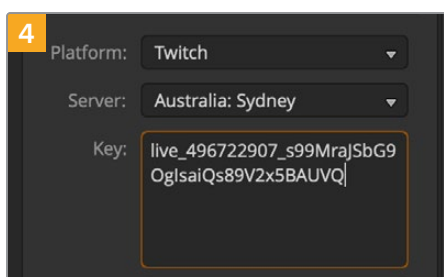 4
Platform: Twitch
Server: Australia: Sydney
Key: live_496722907_s99MraJSbG9
OgIsaiQs89V2x5BAUVQ